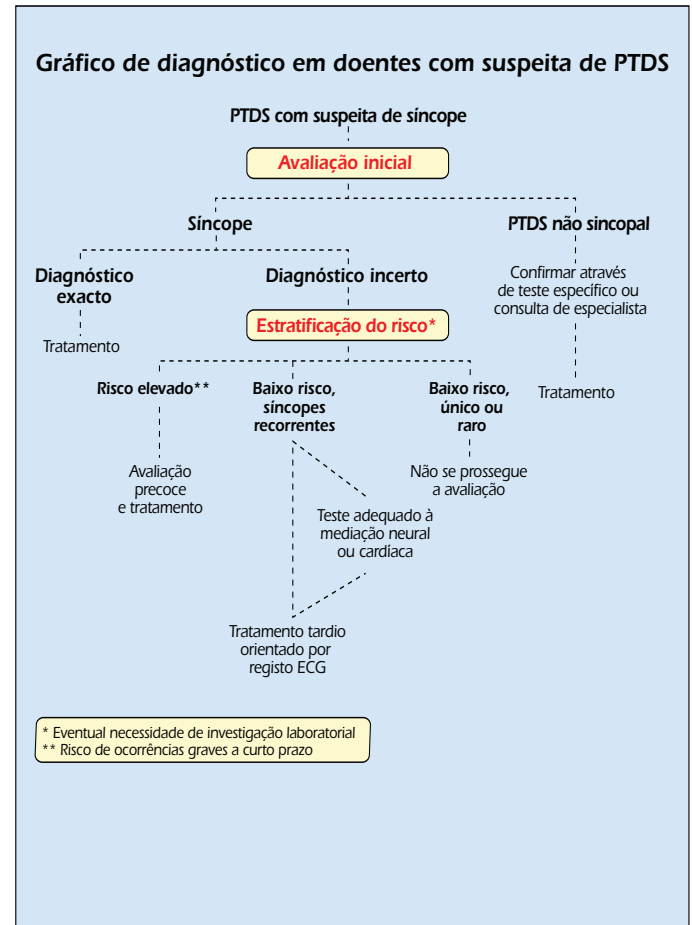 Gráfico de diagnóstico em doentes com suspeita de PTDS
PTDS com suspeita de síncope
Avaliação inicial
Síncope
PTDS não sincopal
Diagnóstico
exacto
Diagnóstico incerto
Confirmar através
de teste específico ou
consulta de especialista
Estratificação do risco*
Tratamento
Risco elevado**
Baixo risco,
síncopes
recorrentes
Baixo risco,
único ou
raro
Tratamento
Avaliação
precoce
e tratamento
Não se prossegue
a avaliação
Teste adequado à
mediação neural
ou cardíaca
Tratamento tardio
orientado por
registo ECG
* Eventual necessidade de investigação laboratorial
** Risco de ocorrências graves a curto prazo